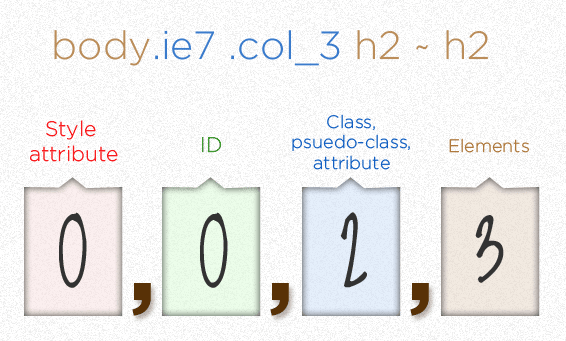 body.ie7 .col_3 h2 ~ h2
Style
attribute
ID
Class,
psuedo-class,
attribute
Elements
0 , 0 , 2 , 3